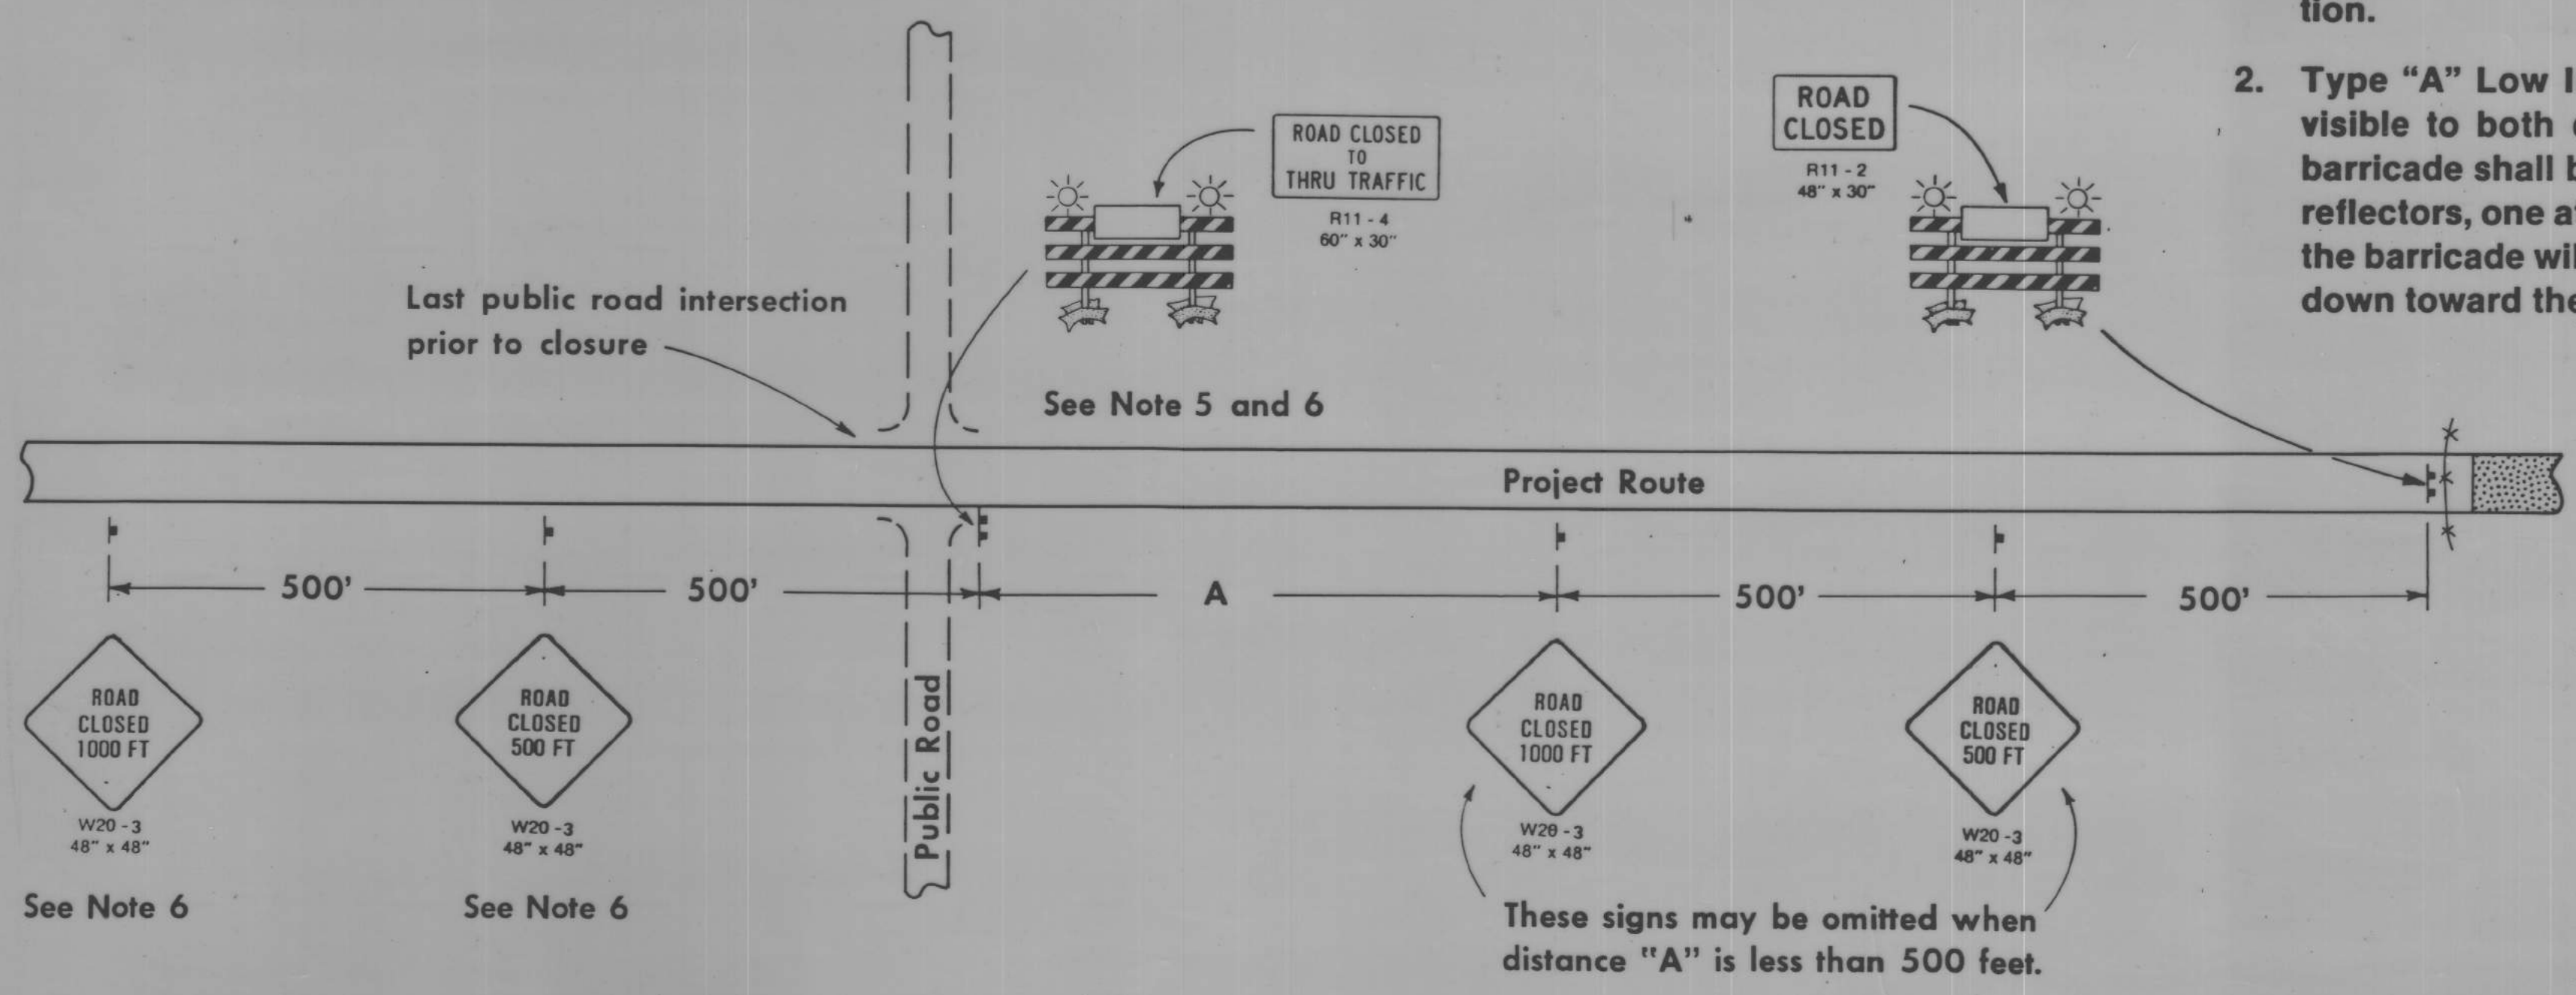 tion.
2. Type “A” Low I
visible to both
barricade shall b
reflectors, one a
the barricade wil
down toward the
ROAD CLOSED
TO
THRU TRAFFIC
R11 - 4
60" x 30"
ROAD
CLOSED
R11 - 2
48" x 30"
Last public road intersection
prior to closure
See Note 5 and 6
Project Route
500'
500'
A
500'
500'
ROAD
CLOSED
1000 FT
W20 -3
48" x 48"
See Note 6
ROAD
CLOSED
500 FT
W20 -3
48" x 48"
See Note 6
Public Road
ROAD
CLOSED
1000 FT
W20 -3
48" x 48"
ROAD
CLOSED
500 FT
W20 -3
48" x 48"
These signs may be omitted when
distance "A" is less than 500 feet.